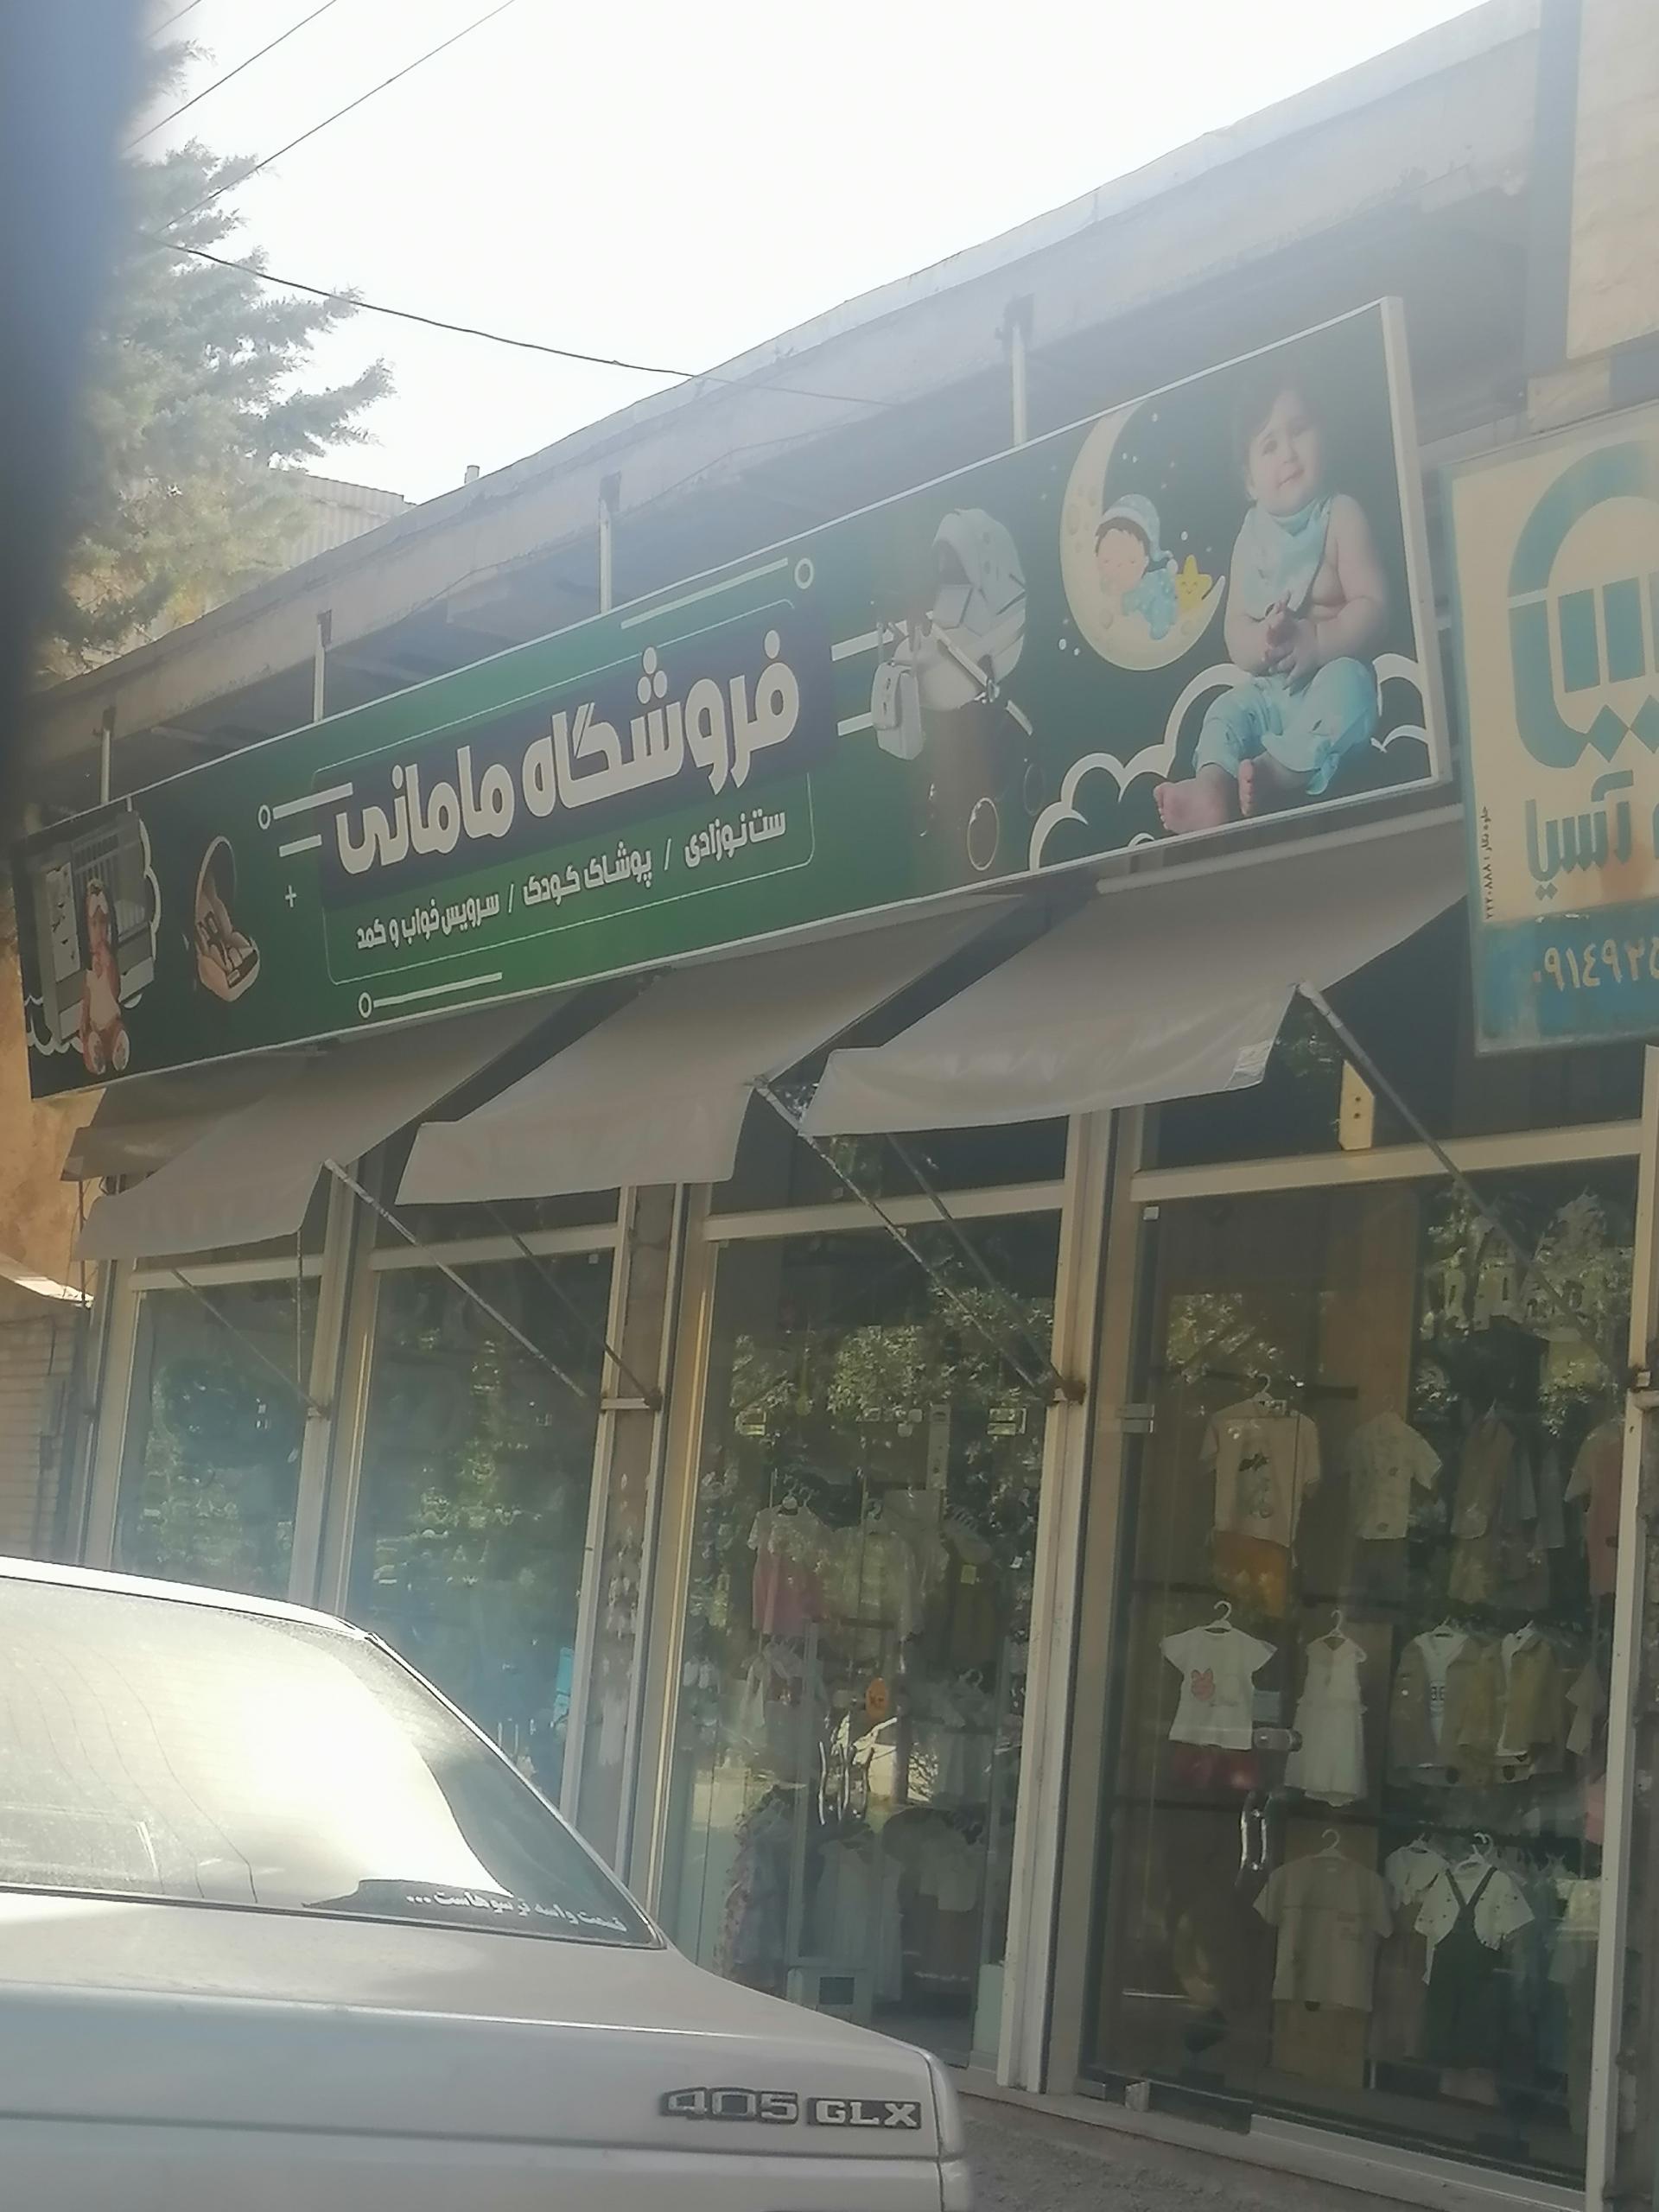 فروشگاه مامانی
ست نوزادی / پوشاک کودک / سرویس خواب و کمد
آسیا
۰۹۱۴۹۲۵
405 GLX